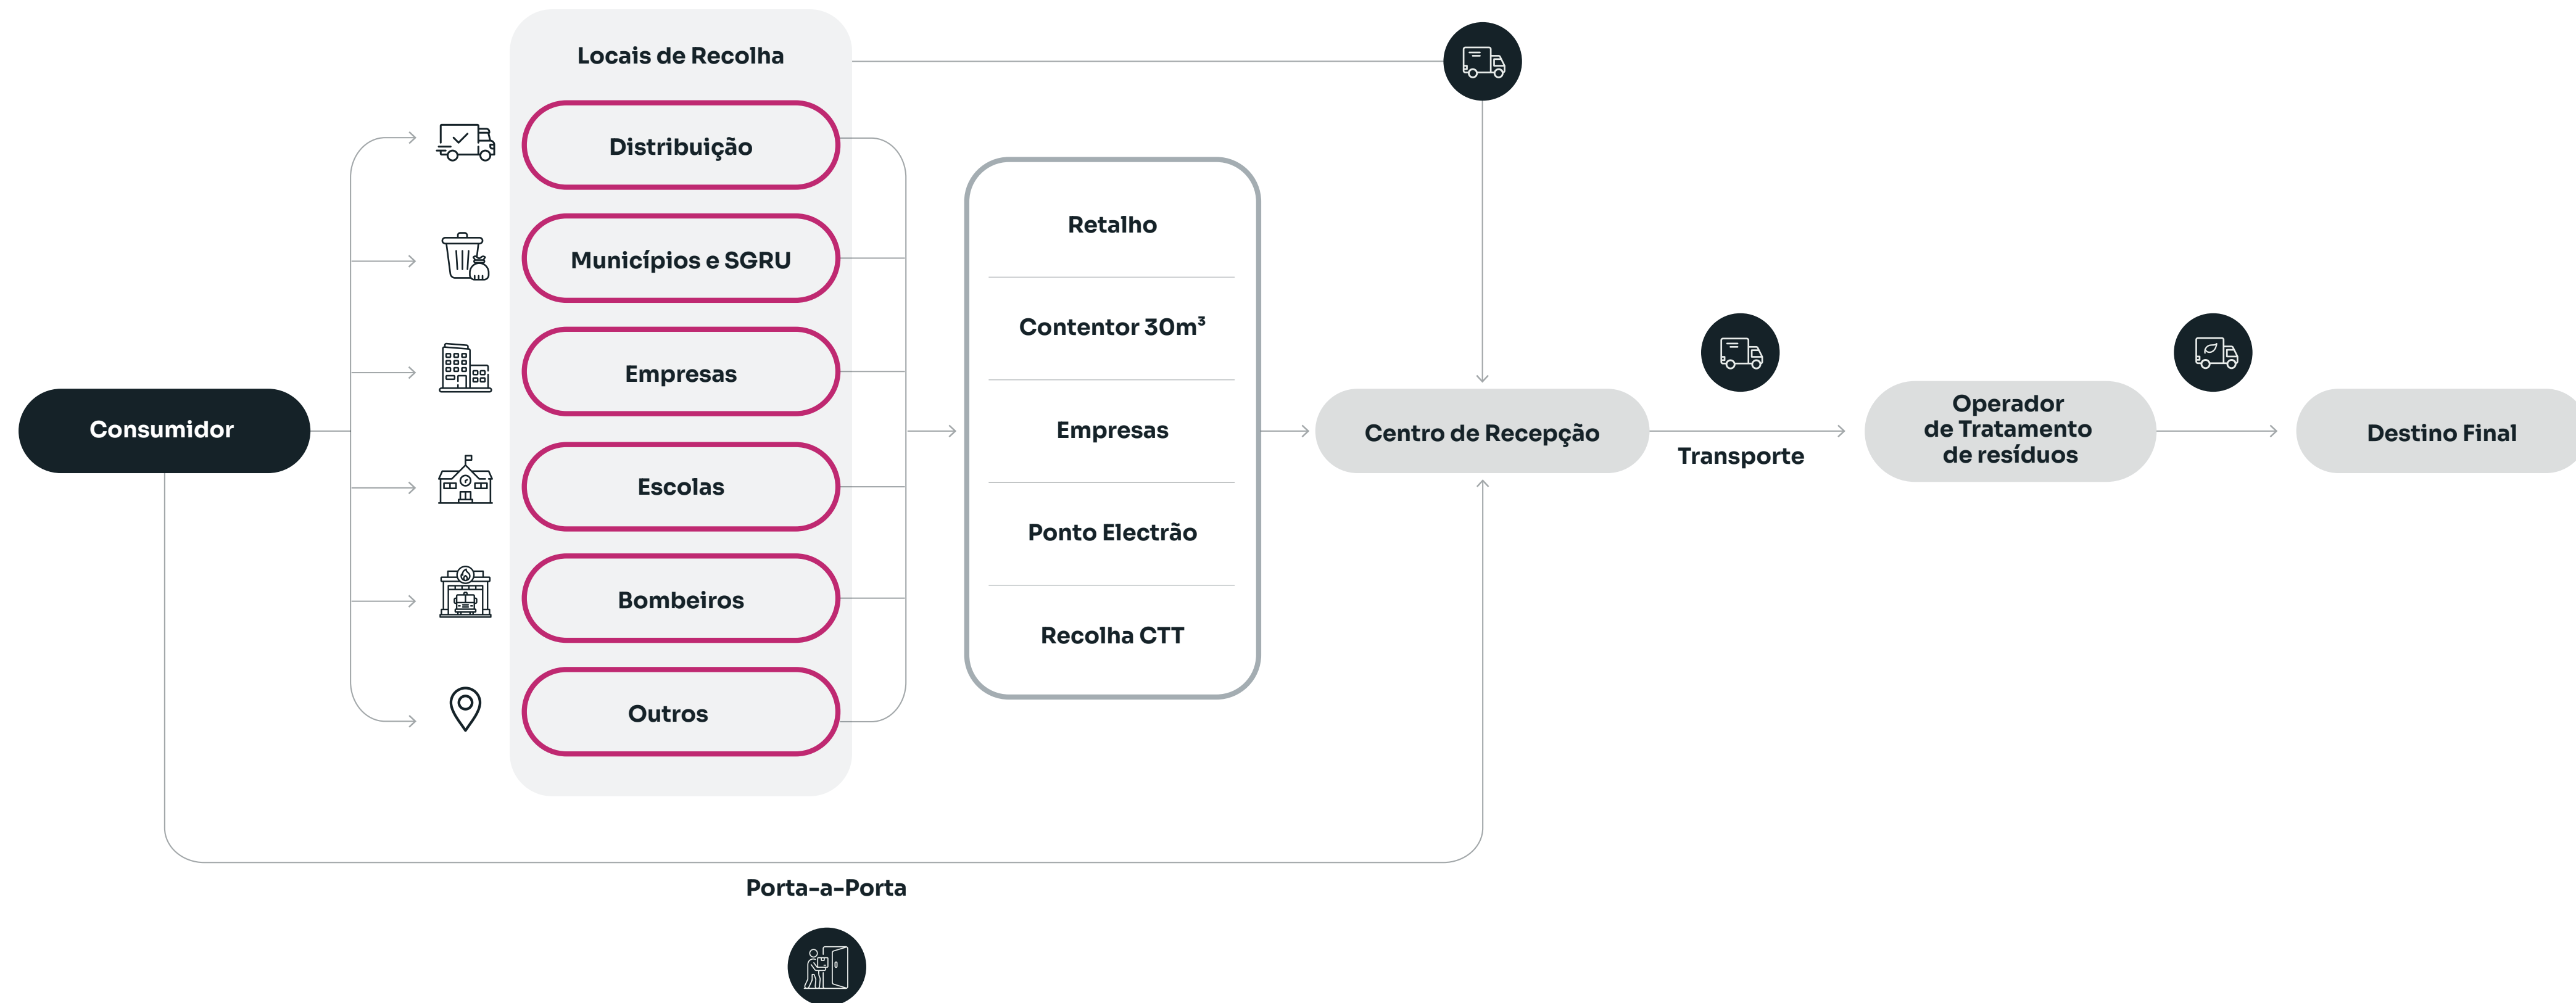 Locais de Recolha
Distribuição
Municípios e SGRU
Empresas
Escolas
Bombeiros
Outros
Consumidor
Retalho
Contentor 30m³
Empresas
Ponto Electrão
Recolha CTT
Centro de Recepção
Transporte
Operador
de Tratamento
de resíduos
Destino Final
Porta-a-Porta